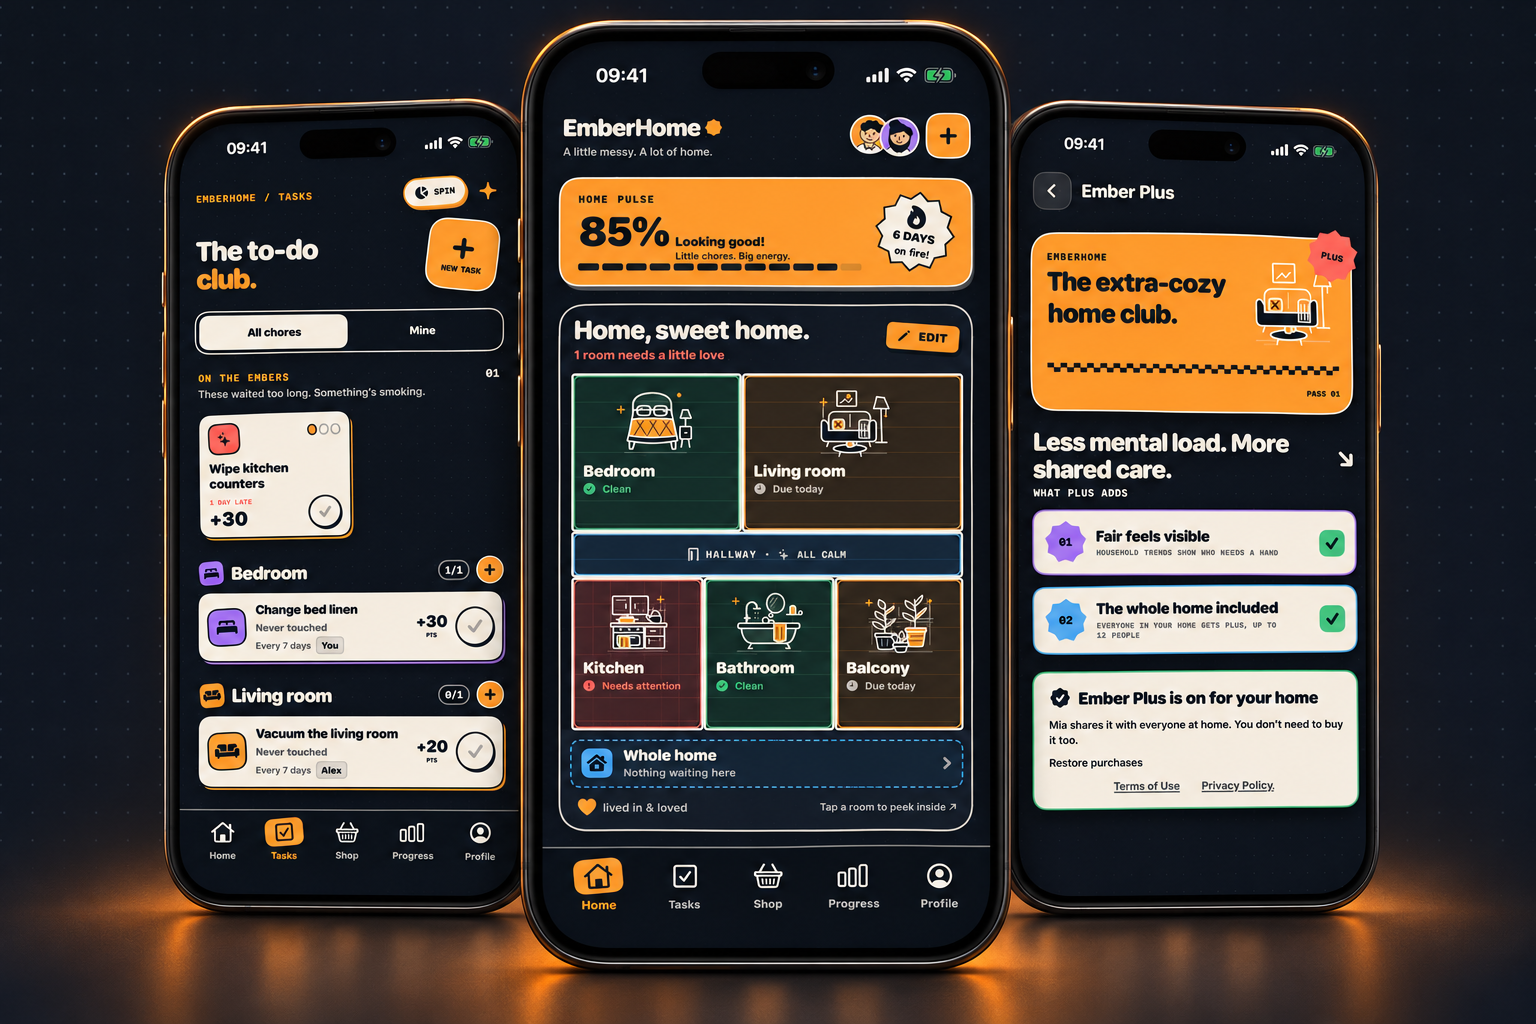 09:41
EMBERHOME / TASKS
SPIN
The to-do
club.
NEW TASK
All chores
Mine
ON THE EMBERS
01
These waited too long. Something's smoking.
Wipe kitchen
counters
1 DAY LATE
+30
Bedroom
1/1
Change bed linen
Never touched
Every 7 days
You
+30
PTS
Living room
0/1
Vacuum the living room
Never touched
Every 7 days
Alex
+20
PTS
Home
Tasks
Shop
Progress
Profile
09:41
EmberHome
A little messy. A lot of home.
HOME PULSE
85%
Looking good!
Little chores. Big energy.
6 DAYS
on fire!
Home, sweet home.
1 room needs a little love
EDIT
Bedroom
Clean
Living room
Due today
HALLWAY · ALL CALM
Kitchen
Needs attention
Bathroom
Clean
Balcony
Due today
Whole home
Nothing waiting here
lived in & loved
Tap a room to peek inside ↗
Home
Tasks
Shop
Progress
Profile
09:41
Ember Plus
EMBERHOME
PLUS
The extra-cozy
home club.
PASS 01
Less mental load. More
shared care.
WHAT PLUS ADDS
01
Fair feels visible
HOUSEHOLD TRENDS SHOW WHO NEEDS A HAND
02
The whole home included
EVERYONE IN YOUR HOME GETS PLUS, UP TO
12 PEOPLE
Ember Plus is on for your home
Mia shares it with everyone at home. You don't need to buy
it too.
Restore purchases
Terms of Use
Privacy Policy.